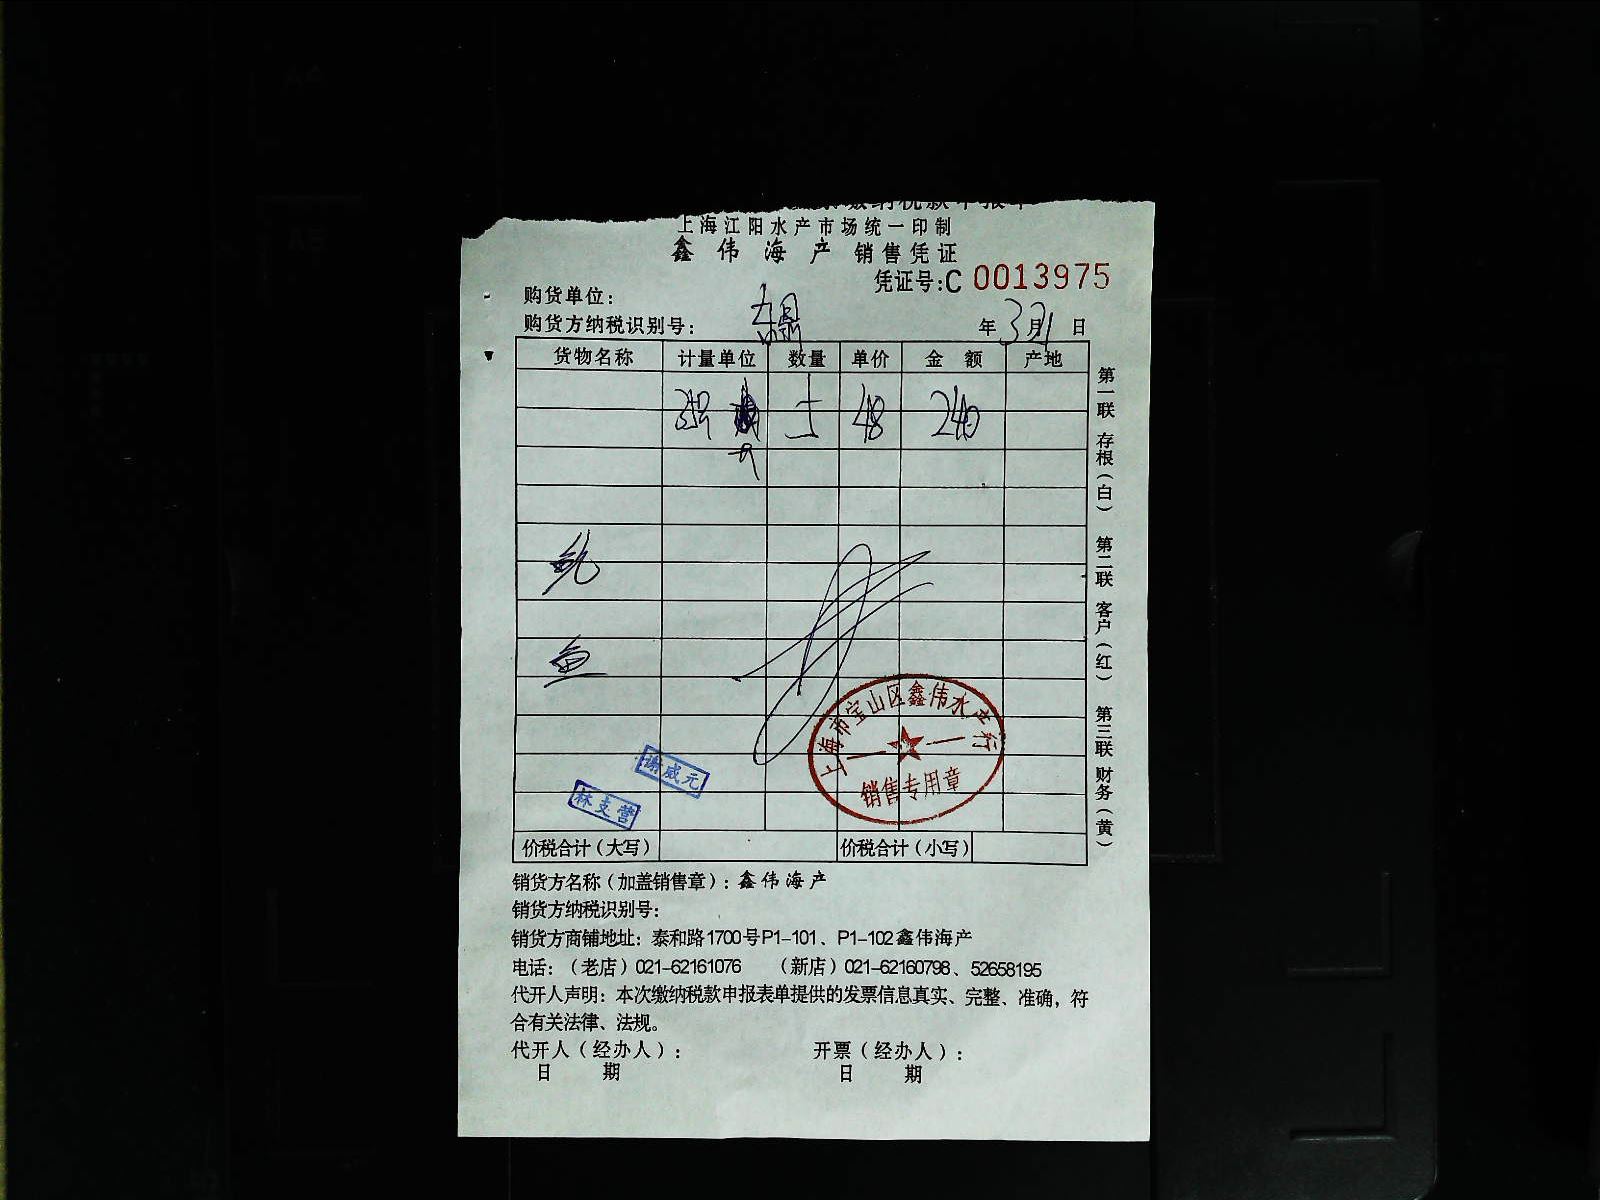 上海江阳水产市场统一印制
鑫伟海产 销售凭证
凭证号:C 0013975
购货单位:
购货方纳税识别号:
年 3月 日
货物名称 计量单位 数量 单价 金 额 产地
48 240
鱼
谢咸元
林支营
上海市宝山区鑫伟水产行
销售专用章
价税合计(大写) 价税合计(小写)
第一联 存根(白) 第二联 客户(红) 第三联 财务(黄)
销货方名称(加盖销售章):鑫伟海产
销货方纳税识别号:
销货方商铺地址:泰和路1700号P1-101、P1-102鑫伟海产
电话:(老店)021-62161076 (新店)021-62160798、52658195
代开人声明:本次缴纳税款申报表单提供的发票信息真实、完整、准确,符
合有关法律、法规。
代开人(经办人): 开票(经办人):
日 期 日 期